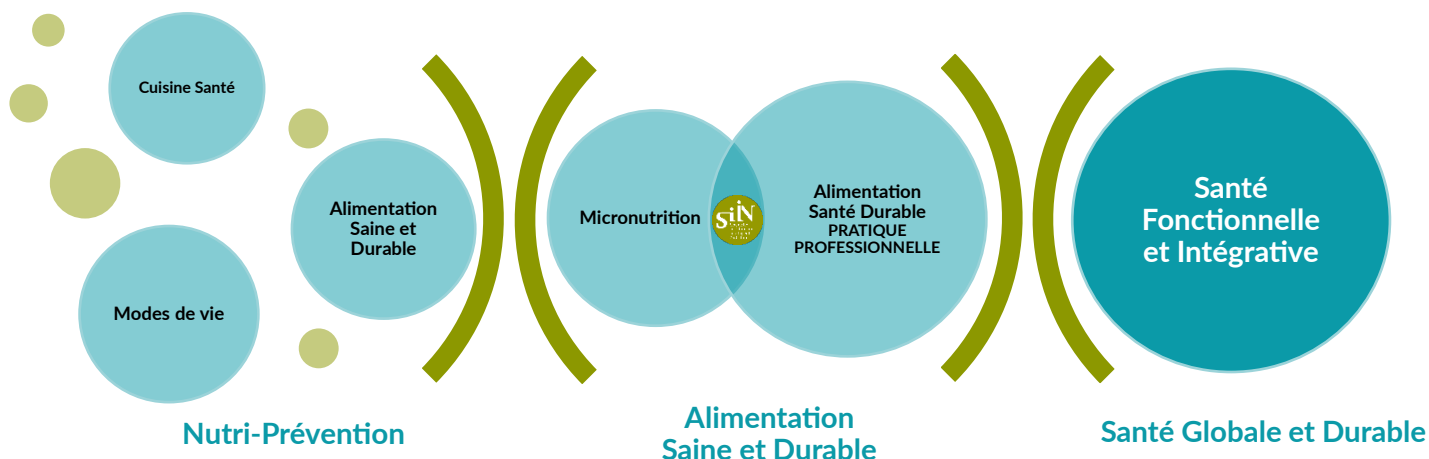 Cuisine Santé
Modes de vie
Alimentation
Saine et
Durable
Nutri-Prévention
Micronutrition
SiiN
Alimentation
Santé Durable
PRATIQUE
PROFESSIONNELLE
Alimentation
Saine et Durable
Santé
Fonctionnelle
et Intégrative
Santé Globale et Durable